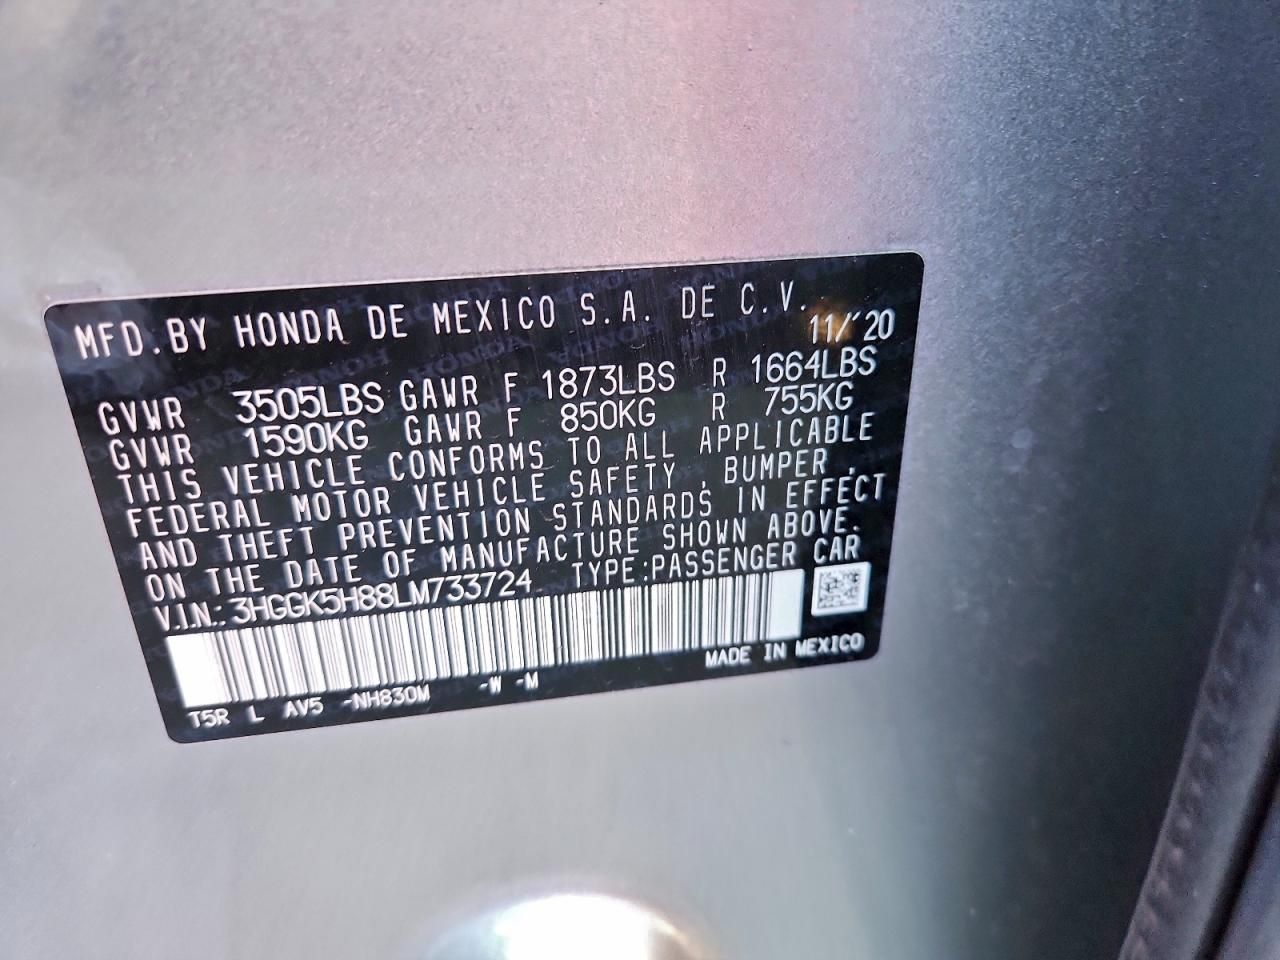 MFD.BY HONDA DE MEXICO S.A. DE C.V.
11/'20
GVWR 3505LBS GAWR F 1873LBS R 1664LBS
GVWR 1590KG GAWR F 850KG R 755KG
THIS VEHICLE CONFORMS TO ALL APPLICABLE
FEDERAL MOTOR VEHICLE SAFETY, BUMPER,
AND THEFT PREVENTION STANDARDS IN EFFECT
ON THE DATE OF MANUFACTURE SHOWN ABOVE.
V.I.N.: 3HGGK5H88LM733724 TYPE:PASSENGER CAR
MADE IN MEXICO
T5R L AV5 -NH830M -W -M